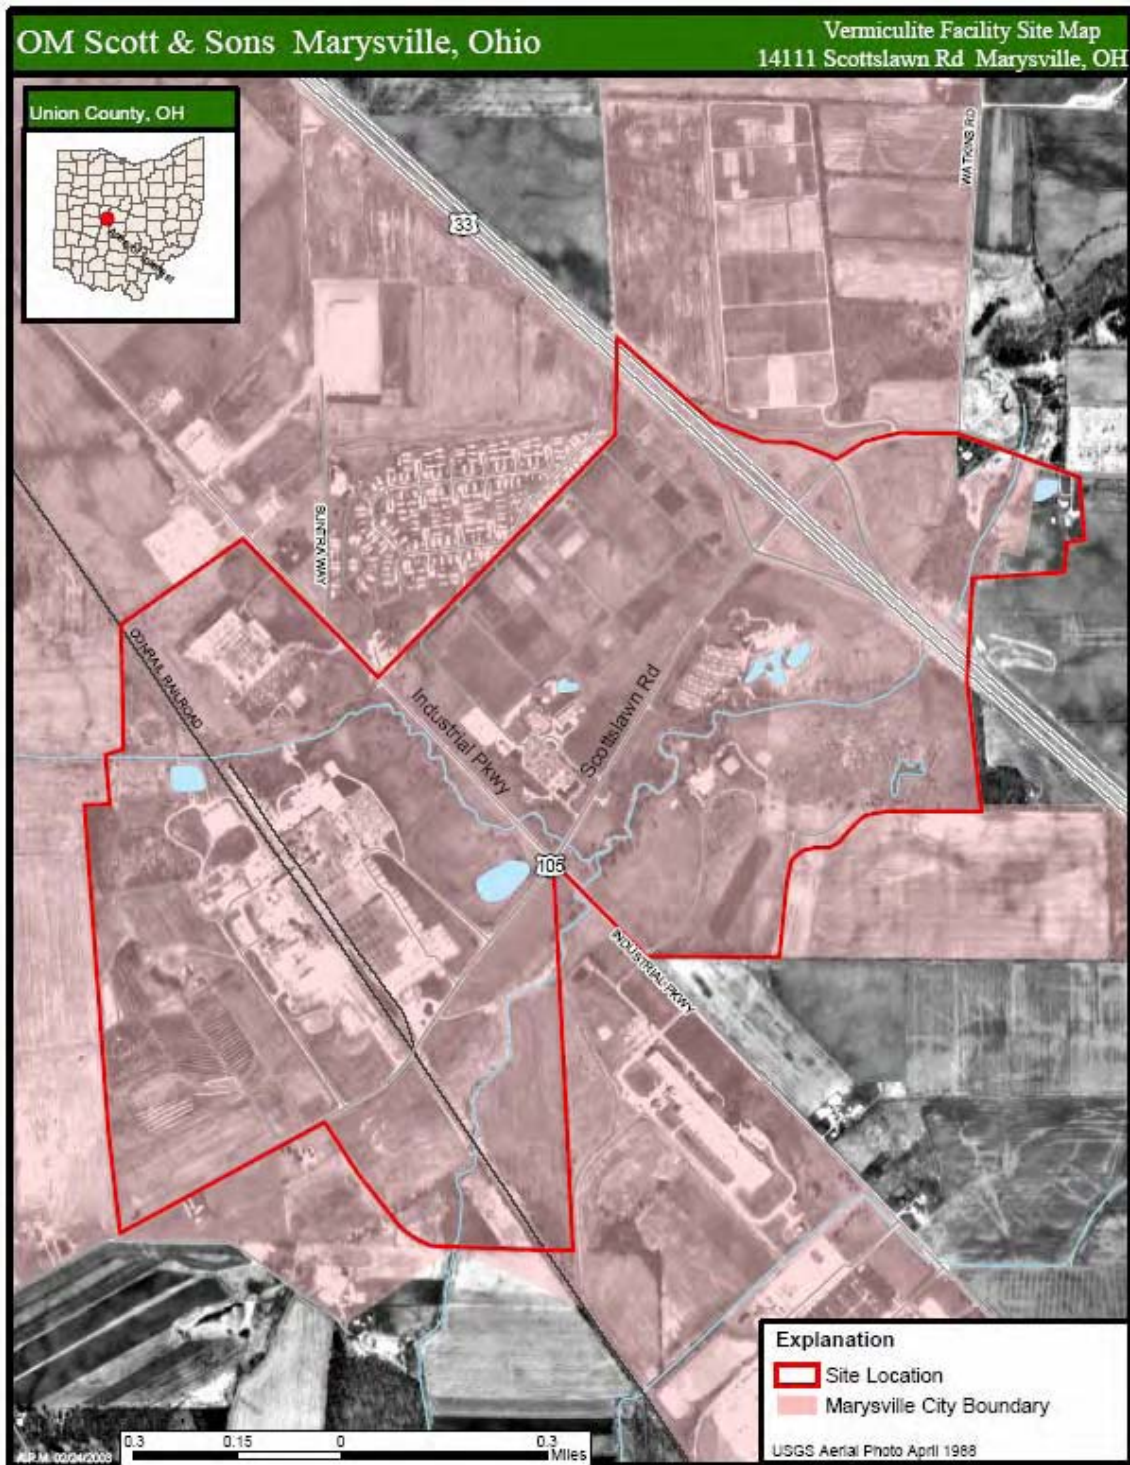 OM Scott & Sons Marysville, Ohio
Vermiculite Facility Site Map
14111 Scottslawn Rd Marysville, OH
Union County, OH
WATKINS RD
33
SUNTRA WAY
CONRAIL RAILROAD
Industrial Pkwy
Scottslawn Rd
105
INDUSTRIAL PKWY
Explanation
Site Location
Marysville City Boundary
USGS Aerial Photo April 1988
0.3 0.15 0 0.3
Miles